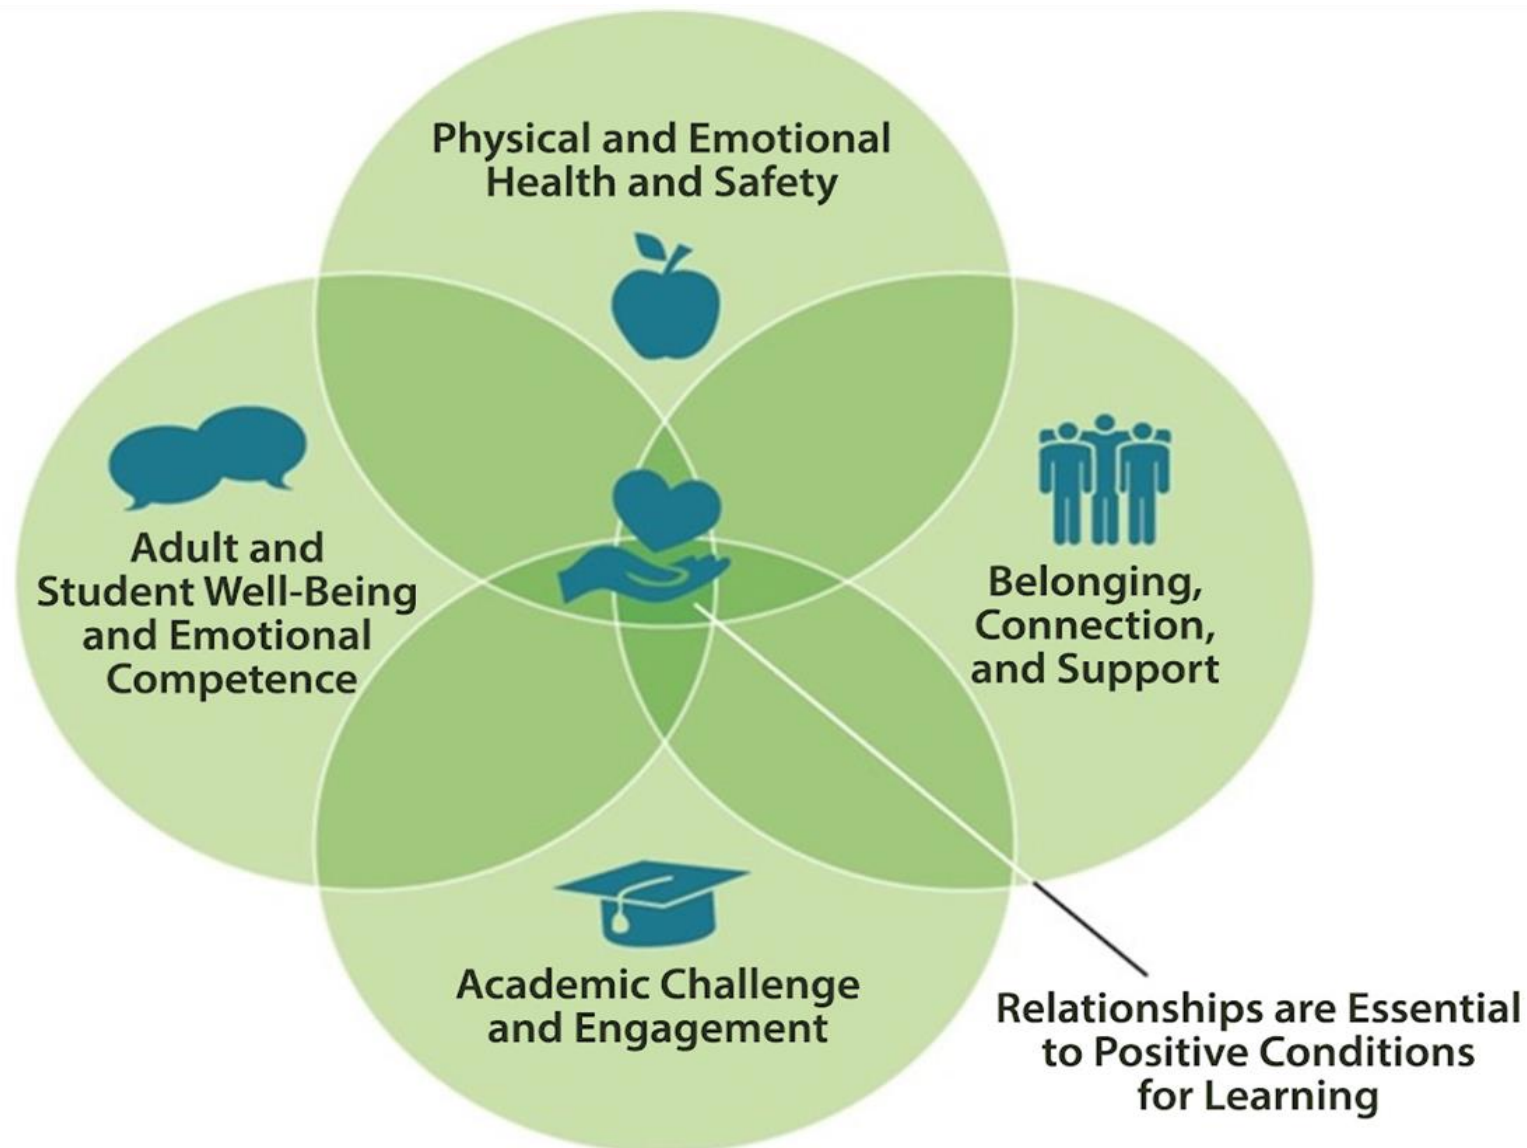 Physical and Emotional
Health and Safety
Adult and
Student Well-Being
and Emotional
Competence
Belonging,
Connection,
and Support
Academic Challenge
and Engagement
Relationships are Essential
to Positive Conditions
for Learning